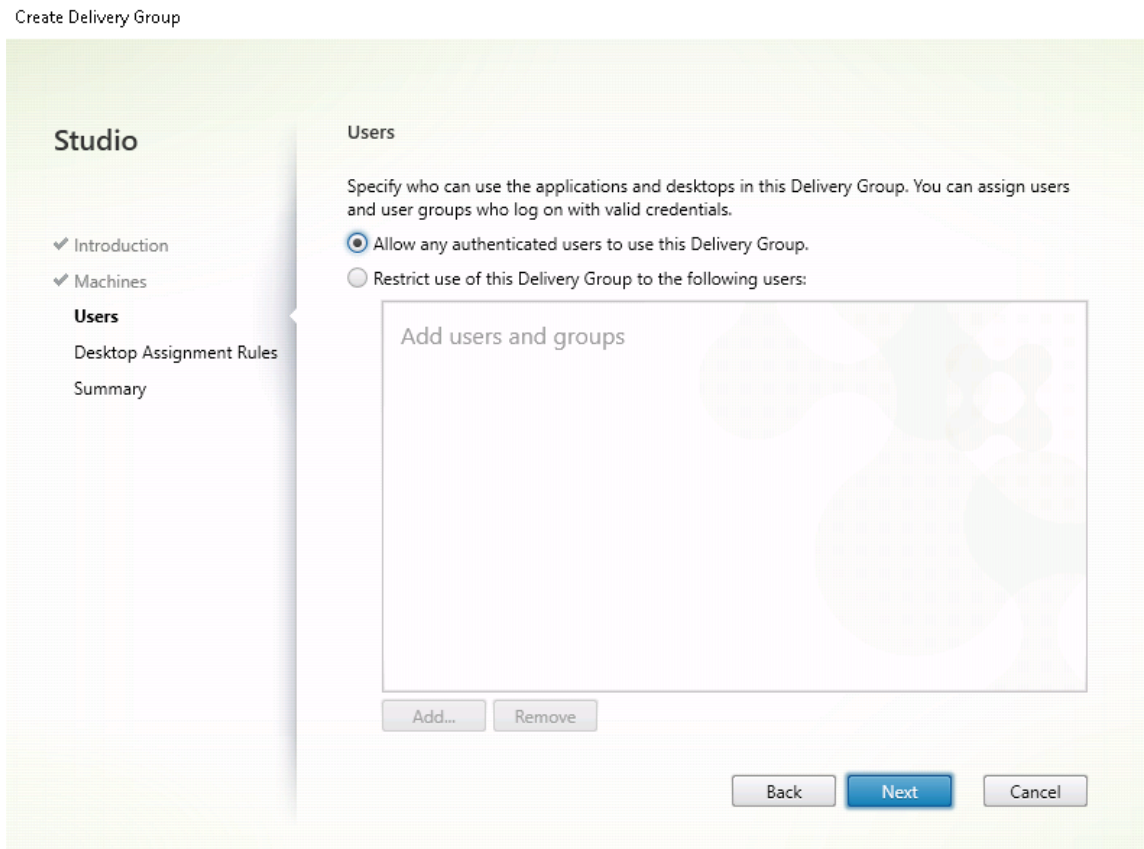 Create Delivery Group
Studio
Introduction
Machines
Users
Desktop Assignment Rules
Summary
Users
Specify who can use the applications and desktops in this Delivery Group. You can assign users
and user groups who log on with valid credentials.
Allow any authenticated users to use this Delivery Group.
Restrict use of this Delivery Group to the following users:
Add users and groups
Add...
Remove
Back
Next
Cancel